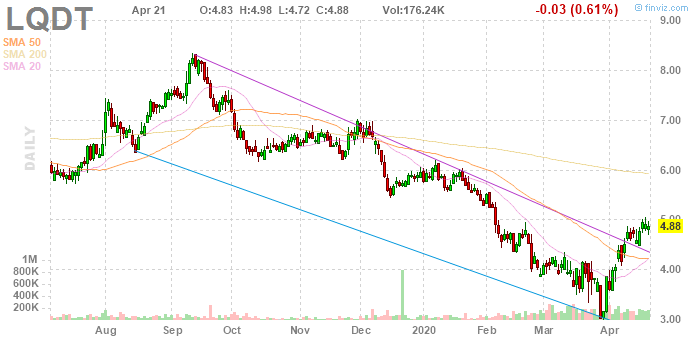 LQDT
Apr 21 O:4.83 H:4.98 L:4.72 C:4.88 Vol:176.24K -0.03 (0.61%)
© finviz.com
SMA 50
SMA 200
SMA 20
DAILY
9.00
8.00
7.00
6.00
5.00
4.88
4.00
3.00
1M
800K
600K
400K
200K
Aug Sep Oct Nov Dec 2020 Feb Mar Apr